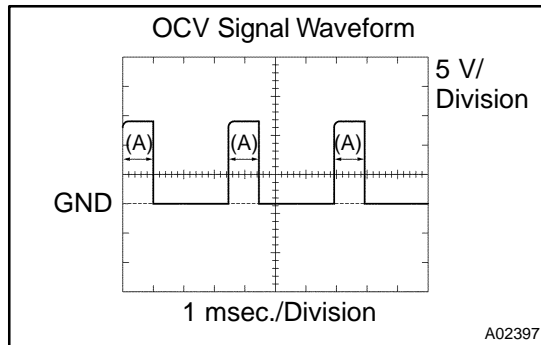 OCV Signal Waveform
5 V/
Division
(A) (A) (A)
GND
1 msec./Division
A02397